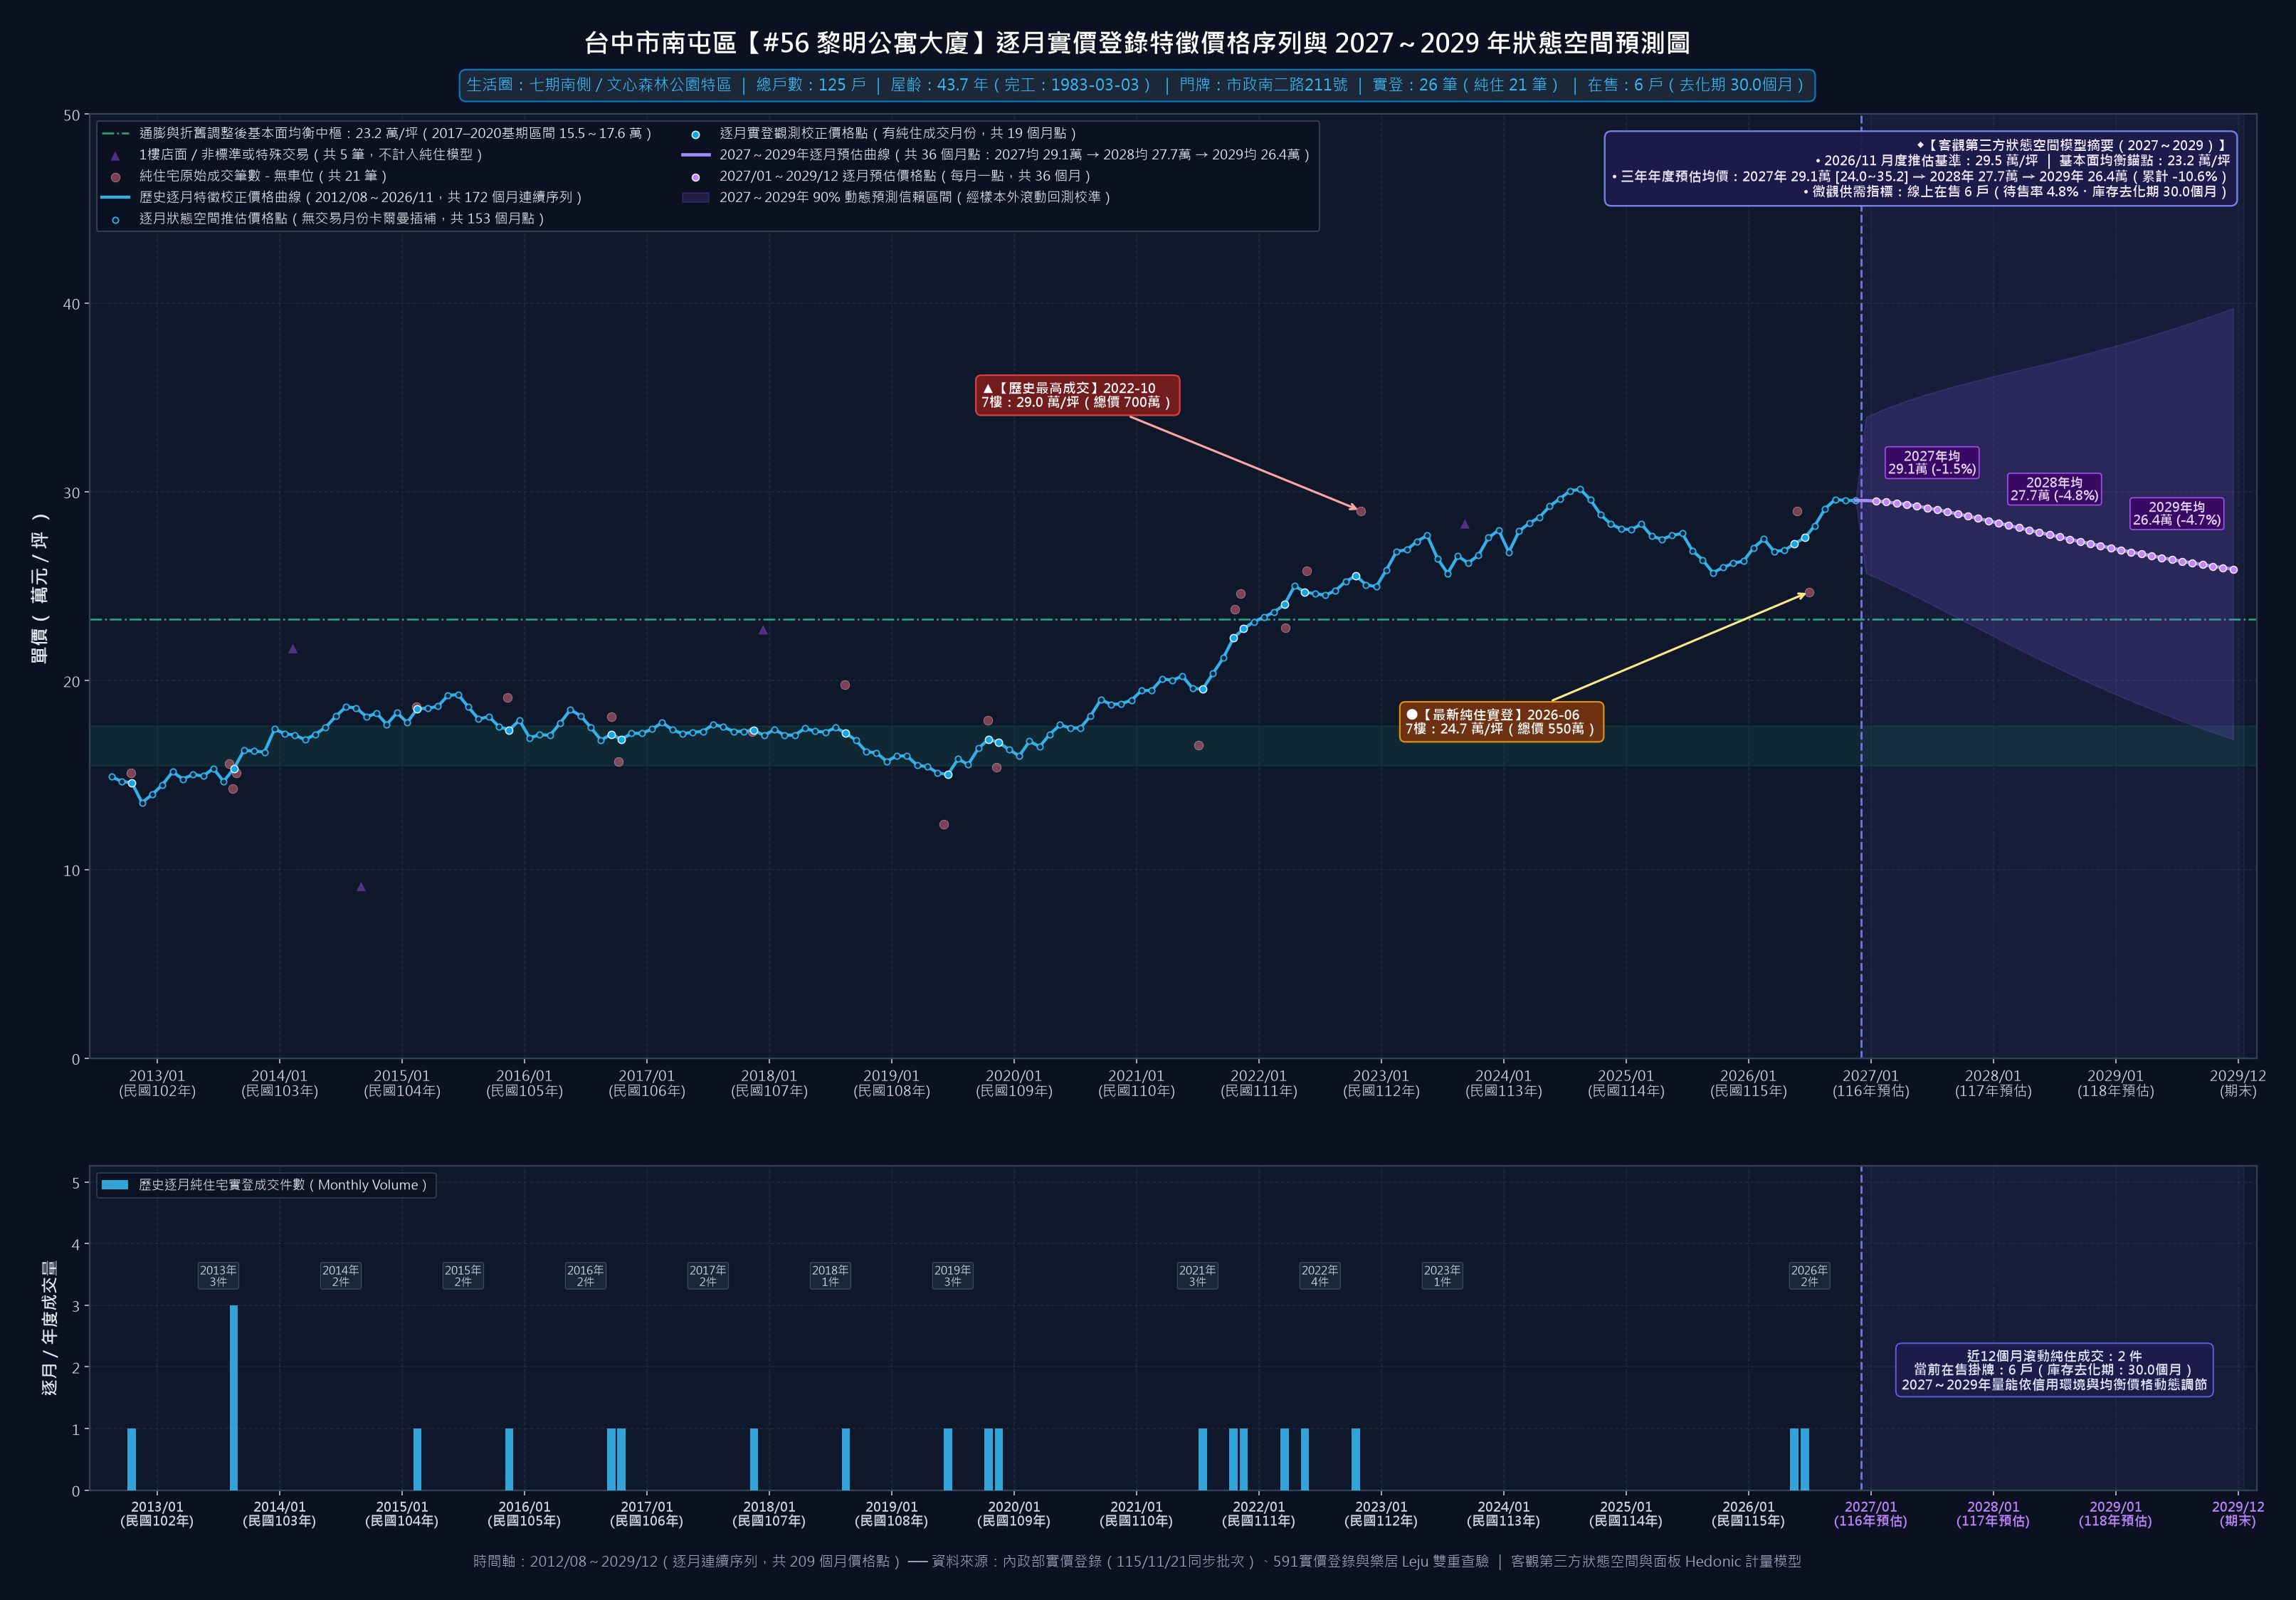 台中市南屯區【#56 黎明公寓大廈】逐月實價登錄特徵價格序列與 2027～2029 年狀態空間預測圖
生活圈：七期南側 / 文心森林公園特區 ｜ 總戶數：125 戶 ｜ 屋齡：43.7 年（完工：1983-03-03） ｜ 門牌：市政南二路211號 ｜ 實登：26 筆（純住 21 筆） ｜ 在售：6 戶（去化期 30.0個月）
通膨與折舊調整後基本面均衡中樞：23.2 萬/坪（2017–2020基期區間 15.5～17.6 萬）
1樓店面 / 非標準或特殊交易（共 5 筆，不計入純住模型）
純住宅原始成交筆數 - 無車位（共 21 筆）
歷史逐月特徵校正價格曲線（2012/08～2026/11，共 172 個月連續序列）
逐月狀態空間推估價格點（無交易月份卡爾曼插補，共 153 個月點）
逐月實登觀測校正價格點（有純住成交月份，共 19 個月點）
2027～2029年逐月預估曲線（共 36 個月點：2027均 29.1萬 → 2028均 27.7萬 → 2029均 26.4萬）
2027/01～2029/12 逐月預估價格點（每月一點，共 36 個月）
2027～2029年 90% 動態預測信賴區間（經樣本外滾動回測校準）
◆【客觀第三方狀態空間模型摘要（2027～2029）】
• 2026/11 月度推估基準：29.5 萬/坪 ｜ 基本面均衡錨點：23.2 萬/坪
• 三年年度預估均價：2027年 29.1萬 [24.0~35.2] → 2028年 27.7萬 → 2029年 26.4萬（累計 -10.6%）
• 微觀供需指標：線上在售 6 戶（待售率 4.8%．庫存去化期 30.0個月）
單價（ 萬元 / 坪 ）
50
40
30
20
10
0
▲【歷史最高成交】2022-10
7樓：29.0 萬/坪（總價 700萬）
●【最新純住實登】2026-06
7樓：24.7 萬/坪（總價 550萬）
2027年均
29.1萬 (-1.5%)
2028年均
27.7萬 (-4.8%)
2029年均
26.4萬 (-4.7%)
2013/01 2014/01 2015/01 2016/01 2017/01 2018/01 2019/01 2020/01 2021/01 2022/01 2023/01 2024/01 2025/01 2026/01 2027/01 2028/01 2029/01 2029/12
(民國102年) (民國103年) (民國104年) (民國105年) (民國106年) (民國107年) (民國108年) (民國109年) (民國110年) (民國111年) (民國112年) (民國113年) (民國114年) (民國115年) (116年預估) (117年預估) (118年預估) (期末)
歷史逐月純住宅實登成交件數（Monthly Volume）
逐月 / 年度成交量
5
4
3
2
1
0
2013年 2014年 2015年 2016年 2017年 2018年 2019年 2021年 2022年 2023年 2026年
3件 2件 2件 2件 2件 1件 3件 3件 4件 1件 2件
近12個月滾動純住成交：2 件
當前在售掛牌：6 戶（庫存去化期：30.0個月）
2027～2029年量能依信用環境與均衡價格動態調節
2013/01 2014/01 2015/01 2016/01 2017/01 2018/01 2019/01 2020/01 2021/01 2022/01 2023/01 2024/01 2025/01 2026/01 2027/01 2028/01 2029/01 2029/12
(民國102年) (民國103年) (民國104年) (民國105年) (民國106年) (民國107年) (民國108年) (民國109年) (民國110年) (民國111年) (民國112年) (民國113年) (民國114年) (民國115年) (116年預估) (117年預估) (118年預估) (期末)
時間軸：2012/08～2029/12（逐月連續序列，共 209 個月價格點）── 資料來源：內政部實價登錄（115/11/21同步批次）、591實價登錄與樂居 Leju 雙重查驗 ｜ 客觀第三方狀態空間與面板 Hedonic 計量模型